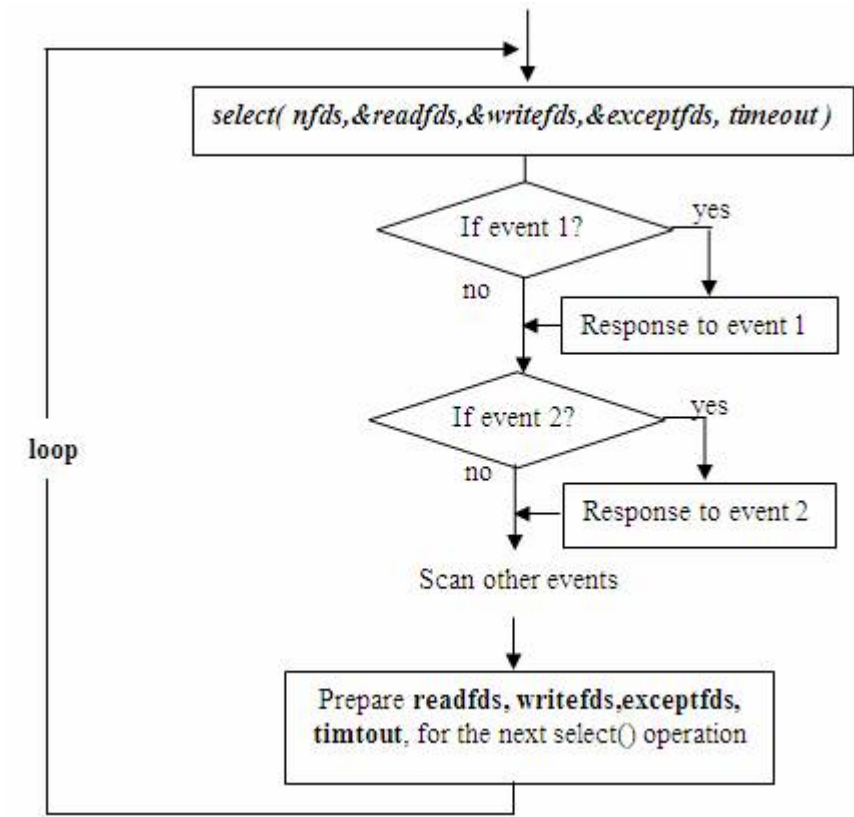 select( nfds,&readfds,&writefds,&exceptfds, timeout )
If event 1?
yes
no
Response to event 1
If event 2?
yes
loop
no
Response to event 2
Scan other events
Prepare readfds, writefds,exceptfds,
timtout, for the next select() operation